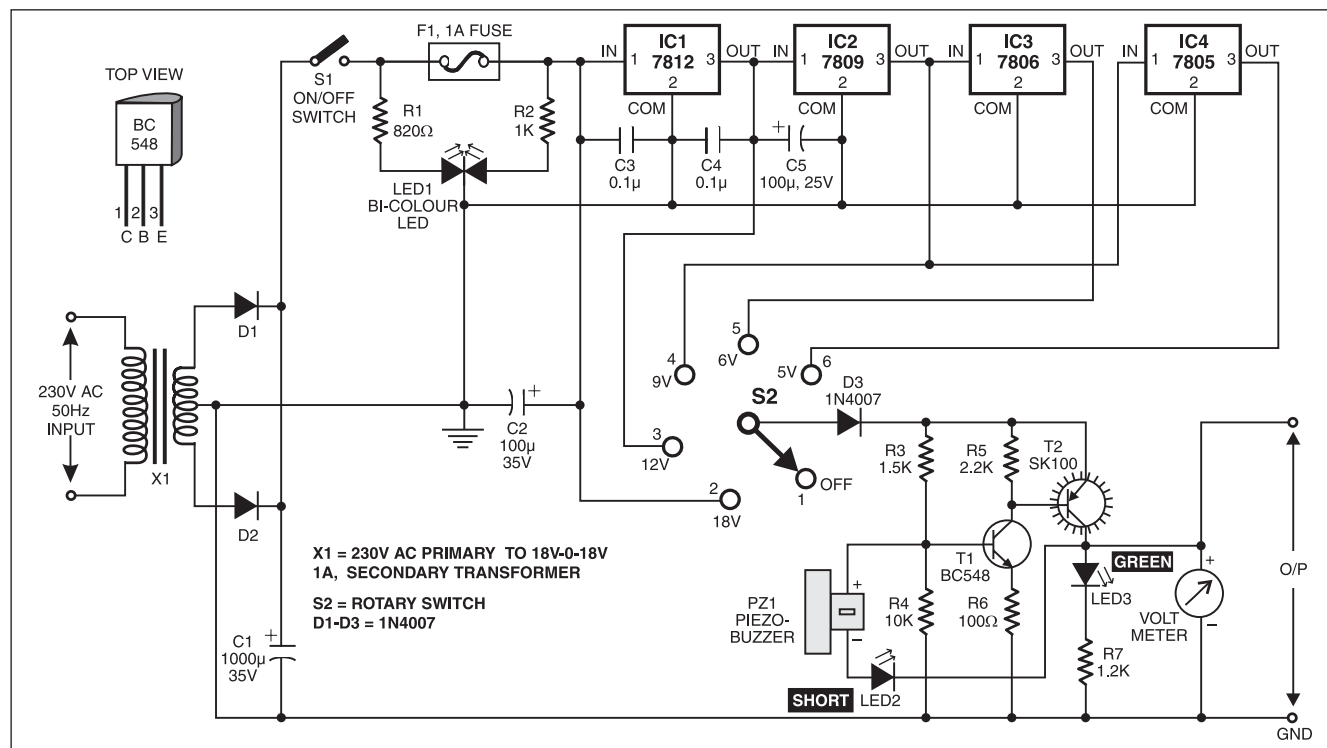 TOP VIEW
BC
548
1 2 3
C B E
S1
ON/OFF
SWITCH
F1, 1A FUSE
R1
820Ω
R2
1K
LED1
BI-COLOUR
LED
IN
IC1
7812
1
3
2
OUT
COM
IN
IC2
7809
1
3
2
OUT
COM
IN
IC3
7806
1
3
2
OUT
COM
IN
IC4
7805
1
3
2
OUT
COM
C3
0.1µ
C4
0.1µ
+
C5
100µ, 25V
230V AC
50Hz
INPUT
X1
D1
D2
+
C2
100µ
35V
+
C1
1000µ
35V
5
6V
4
9V
6
5V
3
12V
2
18V
1
OFF
S2
D3
1N4007
R3
1.5K
R5
2.2K
T2
SK100
T1
BC548
R4
10K
R6
100Ω
PZ1
PIEZO-
BUZZER
+
–
SHORT
LED2
GREEN
LED3
R7
1.2K
+
VOLT
METER
–
O/P
GND
X1 = 230V AC PRIMARY TO 18V-0-18V
1A, SECONDARY TRANSFORMER
S2 = ROTARY SWITCH
D1-D3 = 1N4007